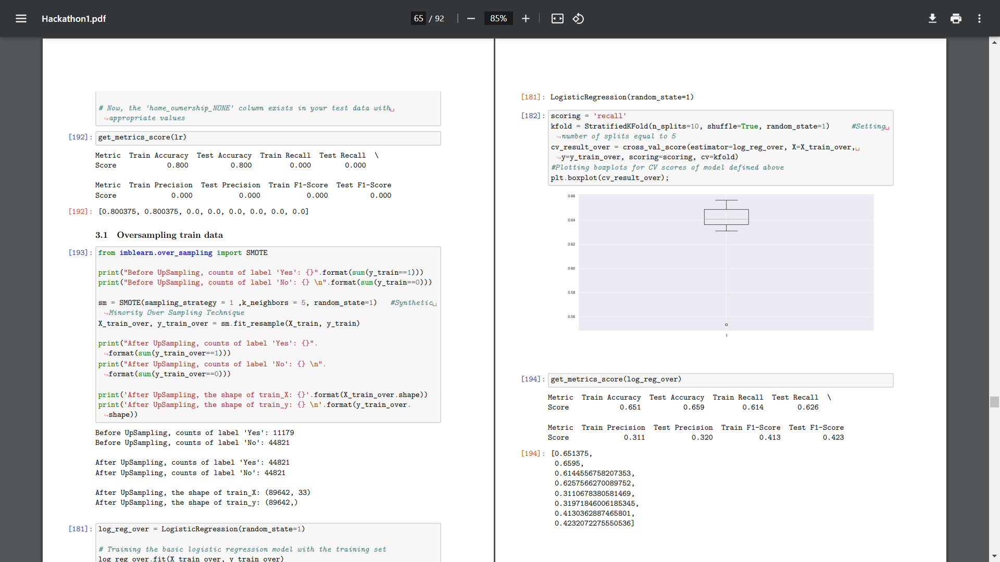 Hackathon1.pdf
65 / 92
85%
# Now, the 'home_ownership_NONE' column exists in your test data with␣
↪appropriate values
[192]: get_metrics_score(lr)
Metric  Train Accuracy  Test Accuracy  Train Recall  Test Recall  \
Score            0.800          0.800         0.000        0.000
Metric  Train Precision  Test Precision  Train F1-Score  Test F1-Score
Score             0.000           0.000           0.000          0.000
[192]: [0.800375, 0.800375, 0.0, 0.0, 0.0, 0.0, 0.0, 0.0]
3.1 Oversampling train data
[193]: from imblearn.over_sampling import SMOTE
print("Before UpSampling, counts of label 'Yes': {}".format(sum(y_train==1)))
print("Before UpSampling, counts of label 'No': {} \n".format(sum(y_train==0)))
sm = SMOTE(sampling_strategy = 1 ,k_neighbors = 5, random_state=1)   #Synthetic␣
↪Minority Over Sampling Technique
X_train_over, y_train_over = sm.fit_resample(X_train, y_train)
print("After UpSampling, counts of label 'Yes': {}".
↪format(sum(y_train_over==1)))
print("After UpSampling, counts of label 'No': {} \n".
↪format(sum(y_train_over==0)))
print('After UpSampling, the shape of train_X: {}'.format(X_train_over.shape))
print('After UpSampling, the shape of train_y: {} \n'.format(y_train_over.
↪shape))
Before UpSampling, counts of label 'Yes': 11179
Before UpSampling, counts of label 'No': 44821
After UpSampling, counts of label 'Yes': 44821
After UpSampling, counts of label 'No': 44821
After UpSampling, the shape of train_X: (89642, 33)
After UpSampling, the shape of train_y: (89642,)
[181]: log_reg_over = LogisticRegression(random_state=1)
# Training the basic logistic regression model with the training set
log_reg_over.fit(X_train_over, y_train_over)
[181]: LogisticRegression(random_state=1)
[182]: scoring = 'recall'
kfold = StratifiedKFold(n_splits=10, shuffle=True, random_state=1)     #Setting␣
↪number of splits equal to 5
cv_result_over = cross_val_score(estimator=log_reg_over, X=X_train_over,␣
↪y=y_train_over, scoring=scoring, cv=kfold)
#Plotting boxplots for CV scores of model defined above
plt.boxplot(cv_result_over);
0.66
0.64
0.62
0.60
0.58
0.56
1
[194]: get_metrics_score(log_reg_over)
Metric  Train Accuracy  Test Accuracy  Train Recall  Test Recall  \
Score            0.651          0.659         0.614        0.626
Metric  Train Precision  Test Precision  Train F1-Score  Test F1-Score
Score             0.311           0.320           0.413          0.423
[194]: [0.651375,
0.6595,
0.6144556758207353,
0.6257566270089752,
0.3110678380581469,
0.31971846006185345,
0.4130362887465801,
0.4232072275550536]